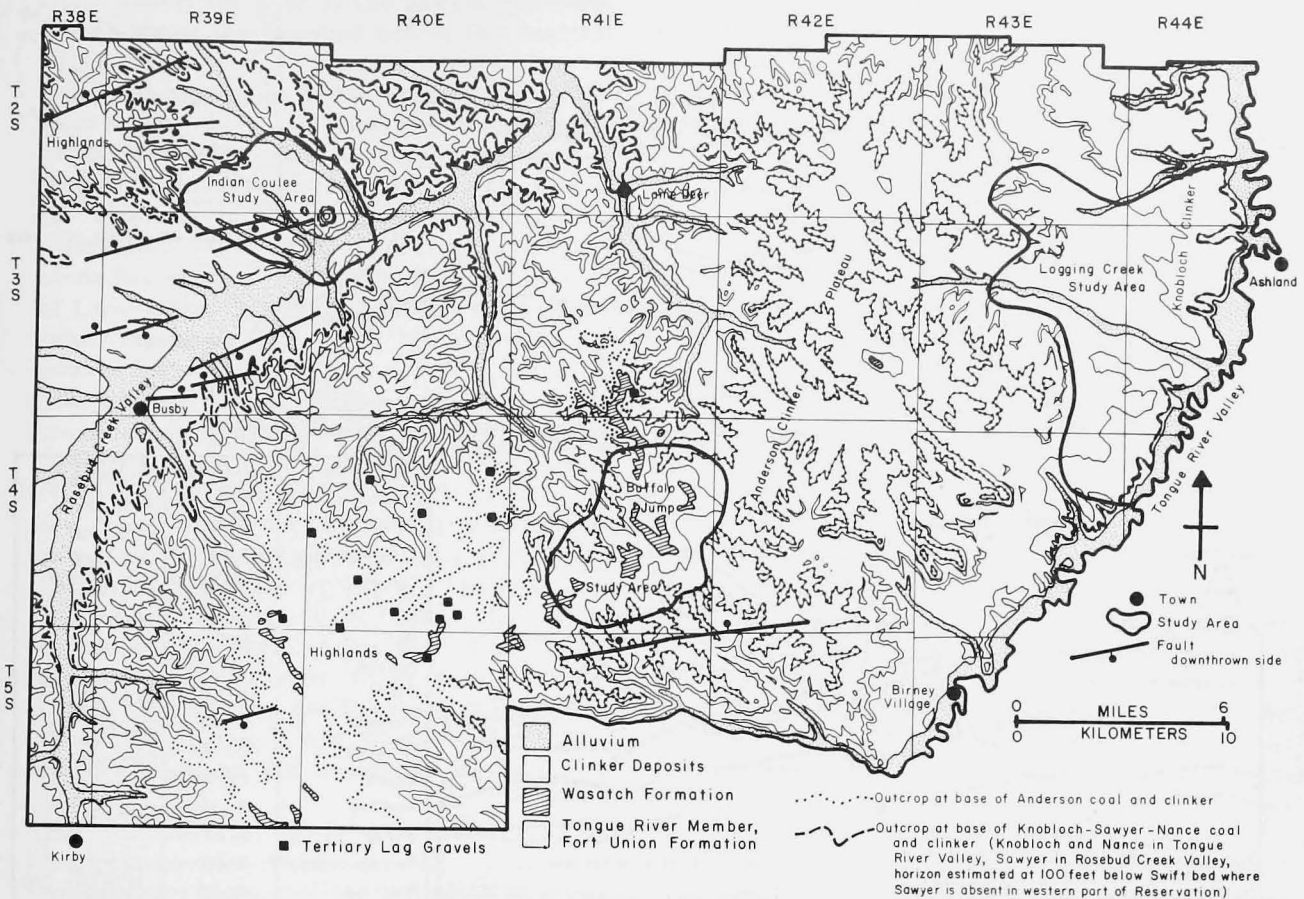 R38E R39E R40E R41E R42E R43E R44E
T2S
T3S
T4S
T5S
Highlands
Indian Coulee
Study Area
Lame Deer
Plateau
Knobloch Clinker
Logging Creek
Study Area
Ashland
Rosebud Creek Valley
Busby
Anderson Clinker
Tongue River Valley
Buffalo
Jump
Study Area
Highlands
Birney
Village
Kirby
N
Town
Study Area
Fault
downthrown side
0 MILES 6
0 KILOMETERS 10
Alluvium
Clinker Deposits
Wasatch Formation
Tongue River Member,
Fort Union Formation
Tertiary Lag Gravels
Outcrop at base of Anderson coal and clinker
Outcrop at base of Knobloch-Sawyer-Nance coal
and clinker (Knobloch and Nance in Tongue
River Valley, Sawyer in Rosebud Creek Valley,
horizon estimated at 100 feet below Swift bed where
Sawyer is absent in western part of Reservation)